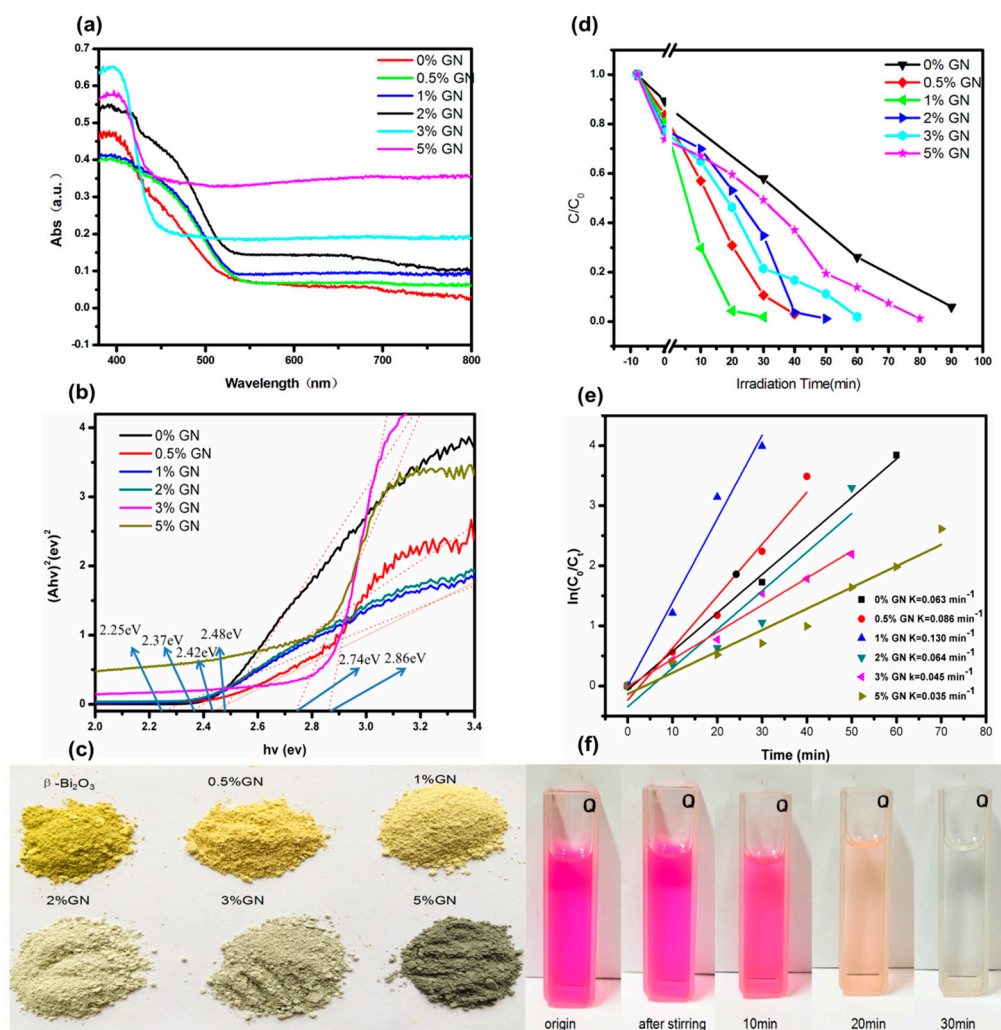 (a)
0.7
0.6
0.5
0.4
0.3
0.2
0.1
0.0
-0.1
Abs (a.u.)
0% GN
0.5% GN
1% GN
2% GN
3% GN
5% GN
400 500 600 700 800
Wavelength (nm)
(d)
1.0
0.8
0.6
0.4
0.2
0.0
C/C0
0% GN
0.5% GN
1% GN
2% GN
3% GN
5% GN
-10 0 10 20 30 40 50 60 70 80 90 100
Irradiation Time(min)
(b)
4
3
2
1
0
(Ahv)²(ev)²
0% GN
0.5% GN
1% GN
2% GN
3% GN
5% GN
2.25eV
2.37eV
2.42eV
2.48eV
2.74eV
2.86eV
2.0 2.2 2.4 2.6 2.8 3.0 3.2 3.4
hv (ev)
(e)
4
3
2
1
0
ln(C0/Ct)
0% GN K=0.063 min-1
0.5% GN K=0.086 min-1
1% GN K=0.130 min-1
2% GN K=0.064 min-1
3% GN k=0.045 min-1
5% GN K=0.035 min-1
0 10 20 30 40 50 60 70 80
Time (min)
(c)
β-Bi2O3 0.5%GN 1%GN
2%GN 3%GN 5%GN
(f)
Q Q Q Q Q
origin after stirring 10min 20min 30min